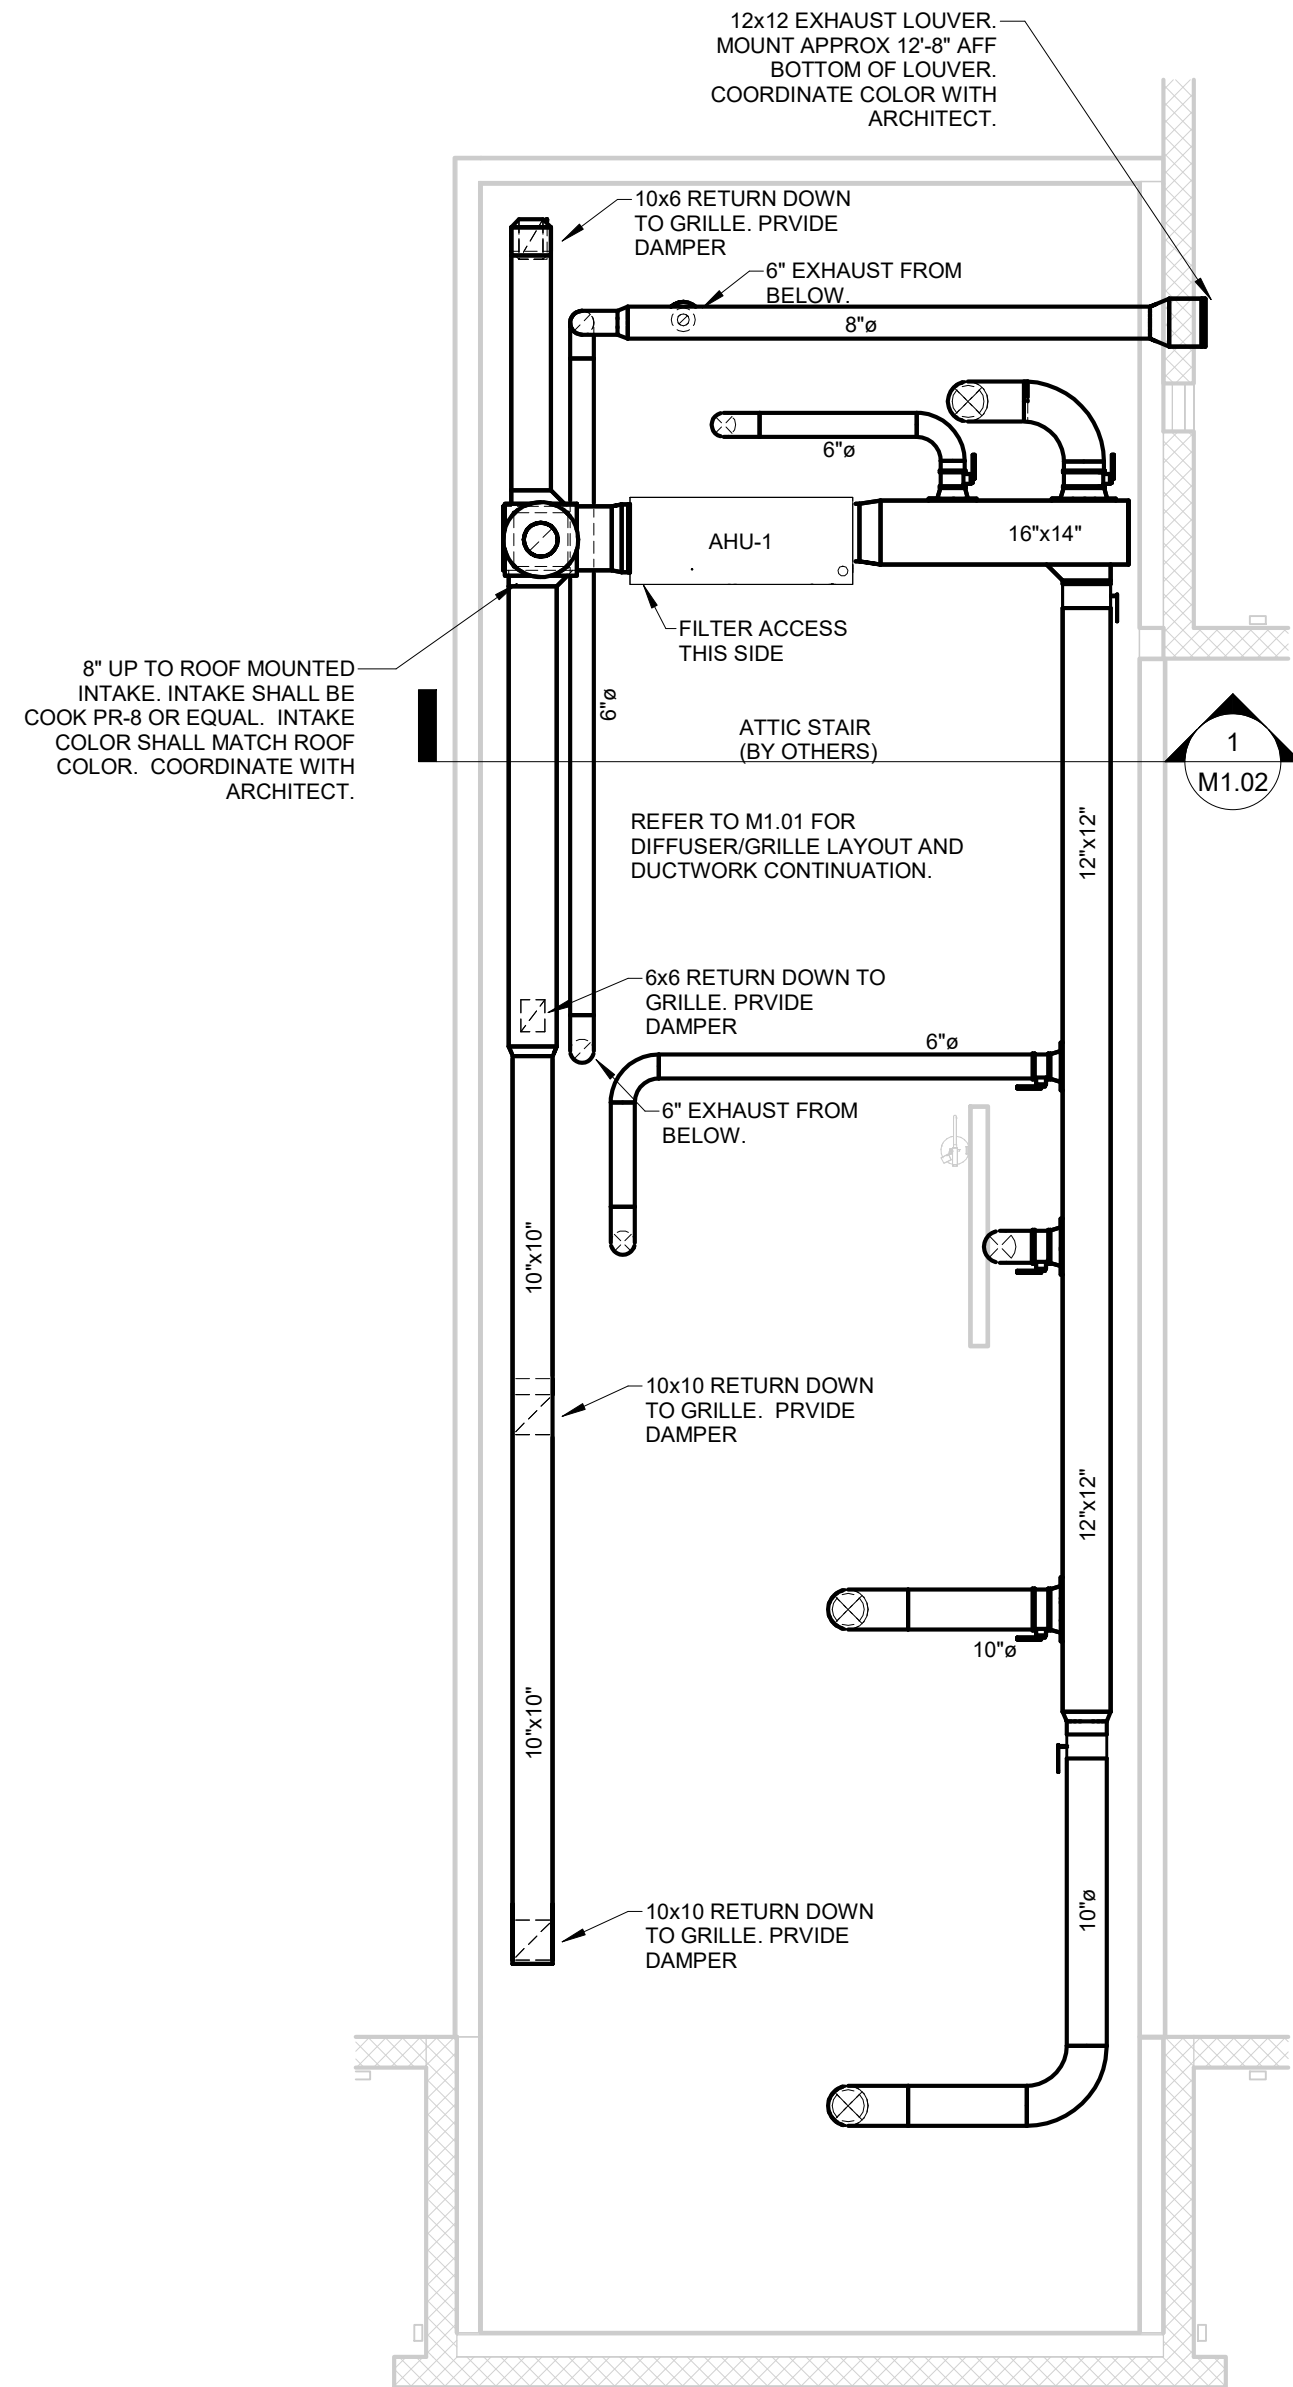 12x12 EXHAUST LOUVER.
MOUNT APPROX 12'-8" AFF
BOTTOM OF LOUVER.
COORDINATE COLOR WITH
ARCHITECT.
10x6 RETURN DOWN
TO GRILLE. PRVIDE
DAMPER
6" EXHAUST FROM
BELOW.
8"ø
6"ø
AHU-1
16"x14"
FILTER ACCESS
THIS SIDE
8" UP TO ROOF MOUNTED
INTAKE. INTAKE SHALL BE
COOK PR-8 OR EQUAL.  INTAKE
COLOR SHALL MATCH ROOF
COLOR.  COORDINATE WITH
ARCHITECT.
6"ø
ATTIC STAIR
(BY OTHERS)
1
M1.02
REFER TO M1.01 FOR
DIFFUSER/GRILLE LAYOUT AND
DUCTWORK CONTINUATION.
12"x12"
6x6 RETURN DOWN TO
GRILLE. PRVIDE
DAMPER
6"ø
6" EXHAUST FROM
BELOW.
10"x10"
10x10 RETURN DOWN
TO GRILLE.  PRVIDE
DAMPER
12"x12"
10"ø
10"x10"
10x10 RETURN DOWN
TO GRILLE. PRVIDE
DAMPER
10"ø